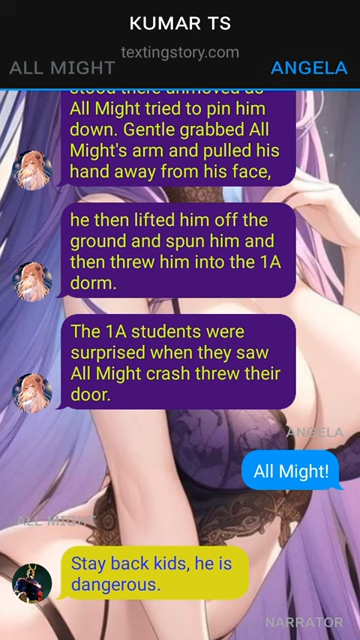 KUMAR TS
textingstory.com
ALL MIGHT
ANGELA
stood there unmoved as
All Might tried to pin him
down. Gentle grabbed All
Might's arm and pulled his
hand away from his face,
he then lifted him off the
ground and spun him and
then threw him into the 1A
dorm.
The 1A students were
surprised when they saw
All Might crash threw their
door.
ANGELA
All Might!
ALL MIGHT
Stay back kids, he is
dangerous.
NARRATOR